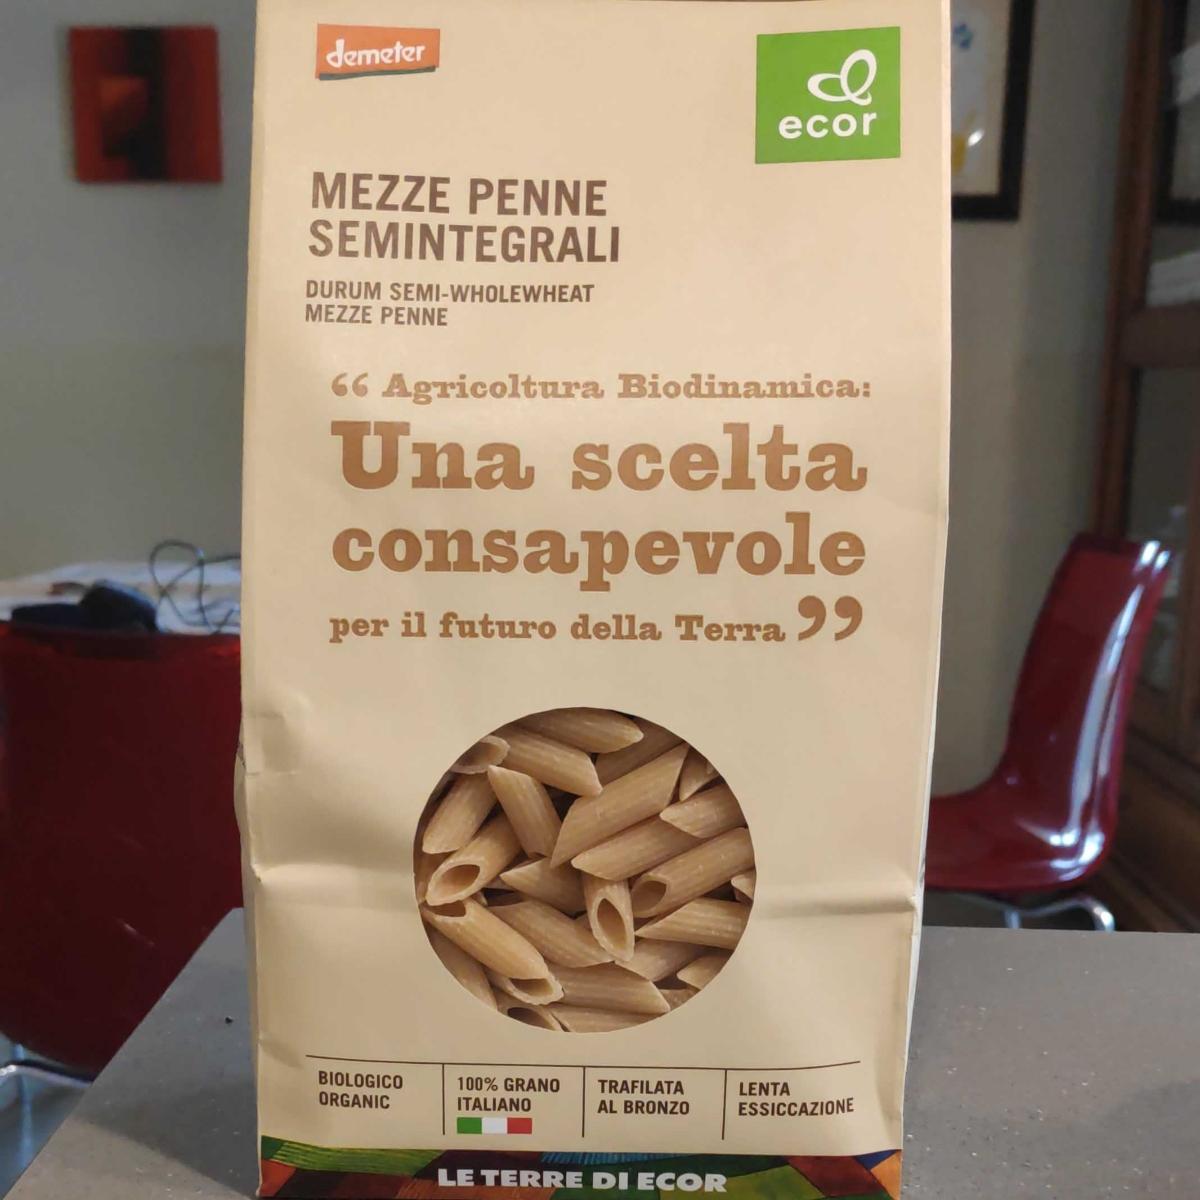 demeter
ecor
MEZZE PENNE
SEMINTEGRALI
DURUM SEMI-WHOLEWHEAT
MEZZE PENNE
“ Agricoltura Biodinamica:
Una scelta
consapevole
per il futuro della Terra ”
BIOLOGICO
ORGANIC
100% GRANO
ITALIANO
TRAFILATA
AL BRONZO
LENTA
ESSICCAZIONE
LE TERRE DI ECOR